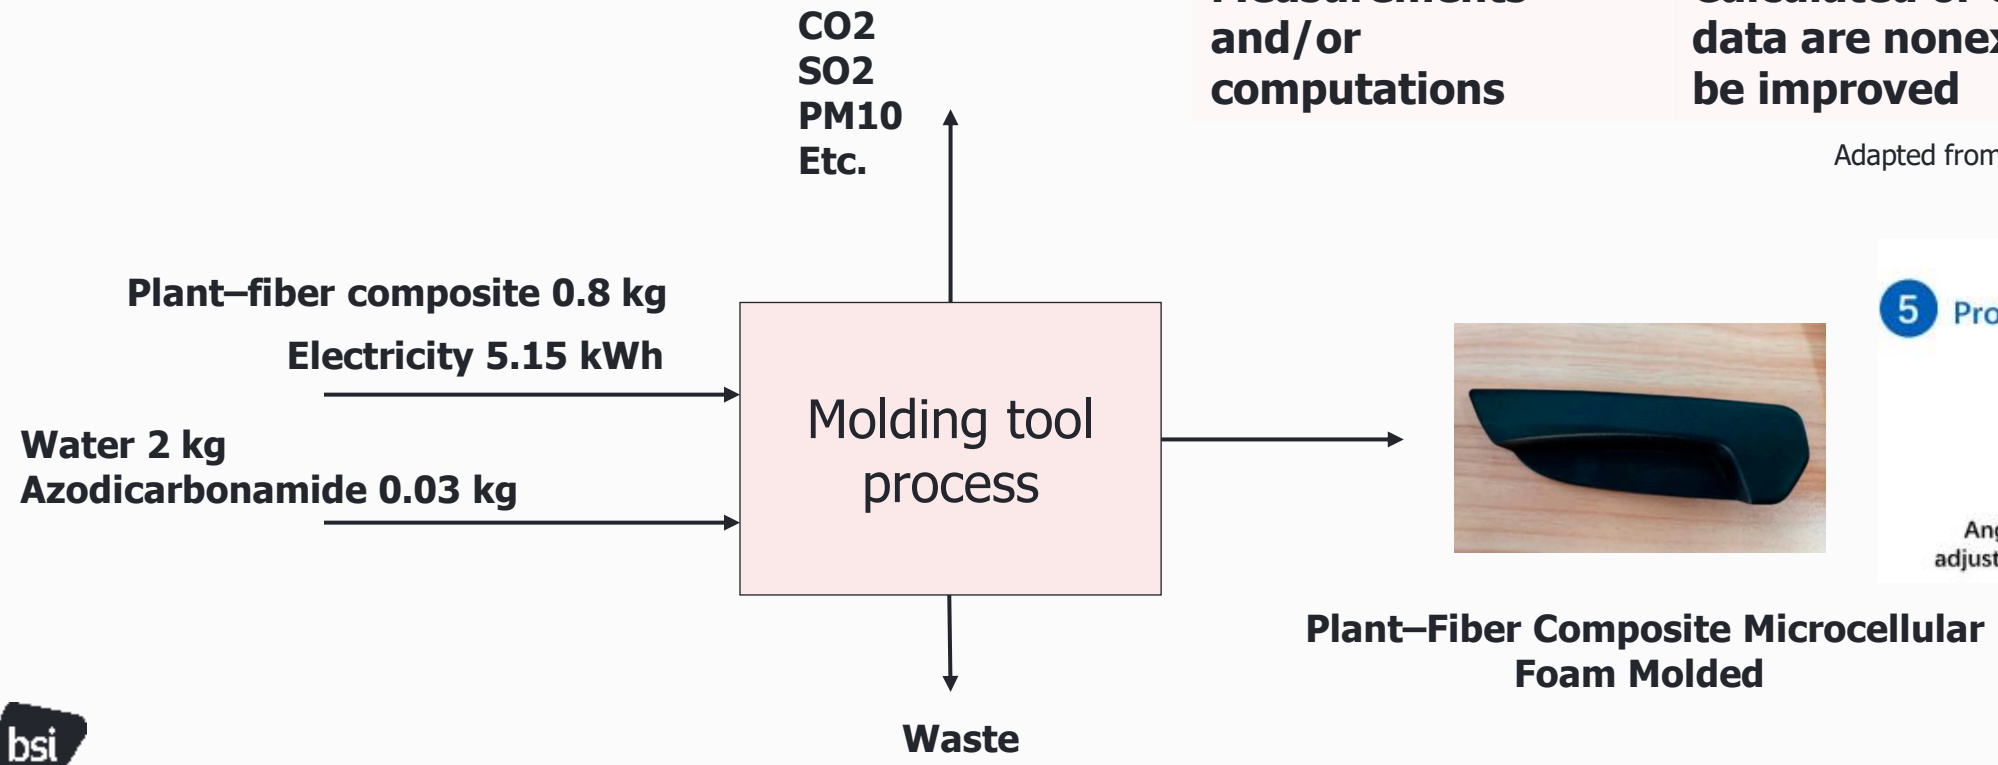 CO2
SO2
PM10
Etc.
and/or
computations
data are
be improved
Adapted from
Plant–fiber composite 0.8 kg
Electricity 5.15 kWh
Water 2 kg
Azodicarbonamide 0.03 kg
Molding tool
process
5
adjust
Plant–Fiber Composite Microcellular
Foam Molded
Waste
bsi